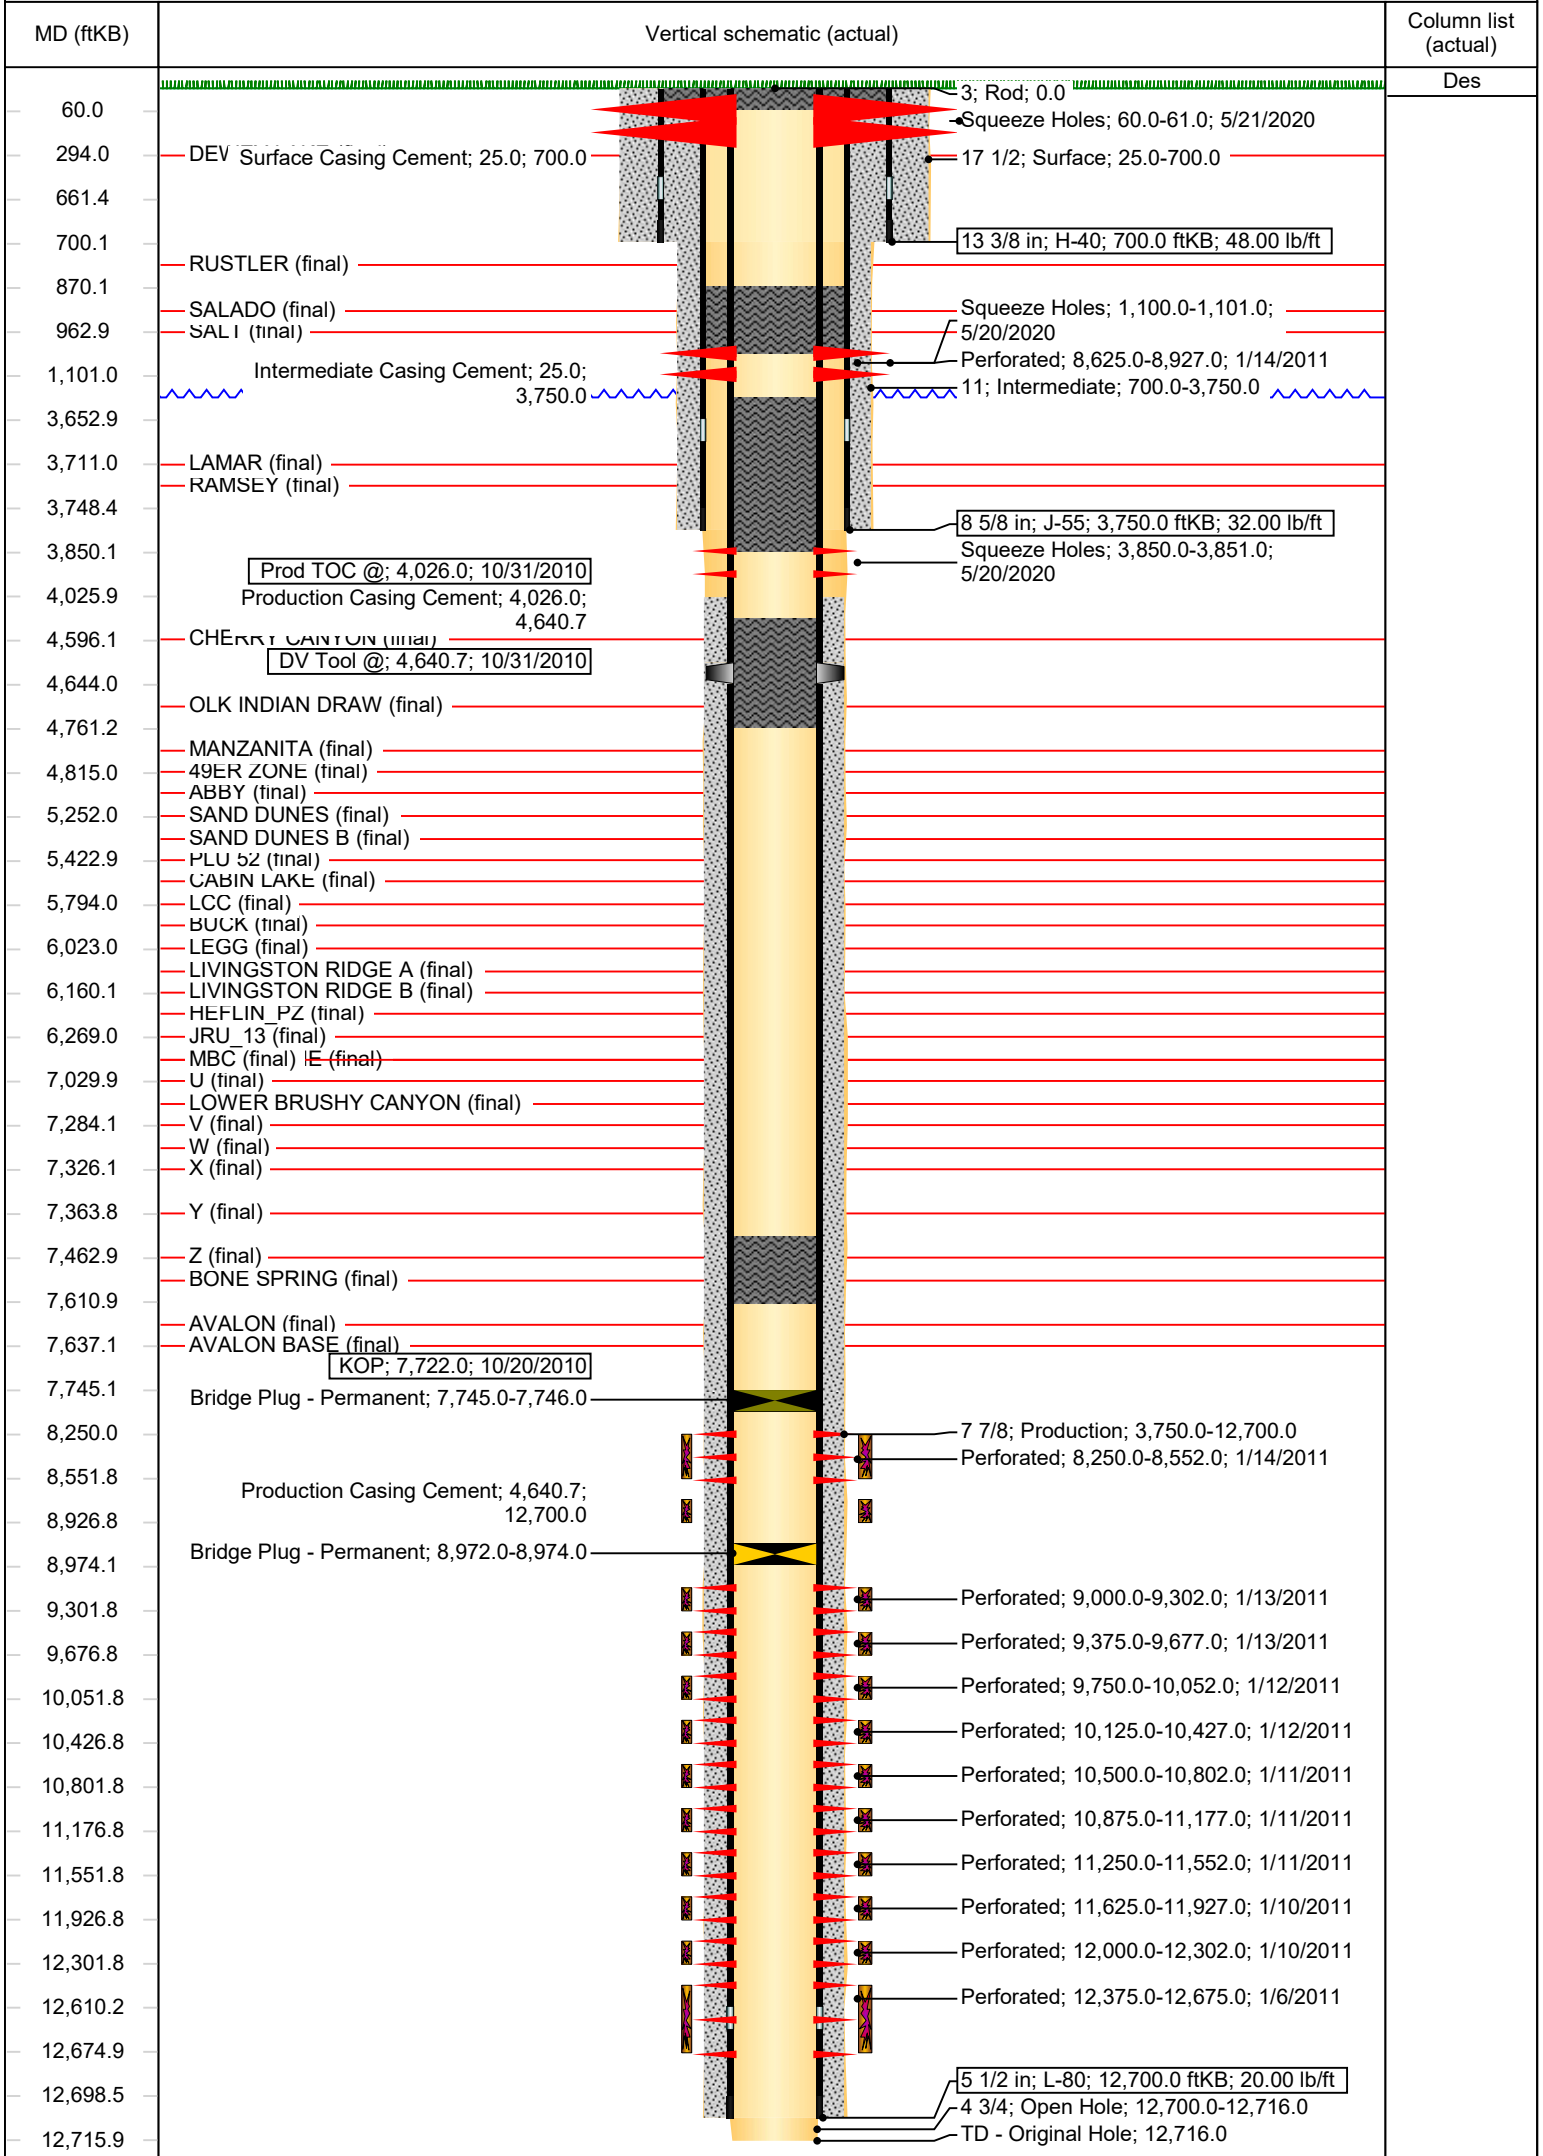 MD (ftKB)
Vertical schematic (actual)
Column list
(actual)
Des
3; Rod; 0.0
60.0
Squeeze Holes; 60.0-61.0; 5/21/2020
294.0
Surface Casing Cement; 25.0; 700.0
17 1/2; Surface; 25.0-700.0
661.4
700.1
13 3/8 in; H-40; 700.0 ftKB; 48.00 lb/ft
RUSTLER (final)
870.1
SALADO (final)
Squeeze Holes; 1,100.0-1,101.0;
5/20/2020
962.9
SALT (final)
Perforated; 8,625.0-8,927.0; 1/14/2011
1,101.0
Intermediate Casing Cement; 25.0;
3,750.0
11; Intermediate; 700.0-3,750.0
3,652.9
3,711.0
LAMAR (final)
RAMSEY (final)
3,748.4
8 5/8 in; J-55; 3,750.0 ftKB; 32.00 lb/ft
3,850.1
Squeeze Holes; 3,850.0-3,851.0;
5/20/2020
Prod TOC @; 4,026.0; 10/31/2010
4,025.9
Production Casing Cement; 4,026.0;
4,640.7
4,596.1
CHERRY CANYON (final)
DV Tool @; 4,640.7; 10/31/2010
4,644.0
OLK INDIAN DRAW (final)
4,761.2
MANZANITA (final)
4,815.0
49ER ZONE (final)
ABBY (final)
5,252.0
SAND DUNES (final)
SAND DUNES B (final)
5,422.9
PLU 52 (final)
CABIN LAKE (final)
5,794.0
LCC (final)
BUCK (final)
6,023.0
LEGG (final)
LIVINGSTON RIDGE A (final)
6,160.1
LIVINGSTON RIDGE B (final)
HEFLIN_PZ (final)
6,269.0
JRU_13 (final)
MBC (final)
E (final)
7,029.9
U (final)
LOWER BRUSHY CANYON (final)
7,284.1
V (final)
W (final)
7,326.1
X (final)
7,363.8
Y (final)
7,462.9
Z (final)
BONE SPRING (final)
7,610.9
AVALON (final)
7,637.1
AVALON BASE (final)
KOP; 7,722.0; 10/20/2010
7,745.1
Bridge Plug - Permanent; 7,745.0-7,746.0
8,250.0
7 7/8; Production; 3,750.0-12,700.0
Perforated; 8,250.0-8,552.0; 1/14/2011
8,551.8
Production Casing Cement; 4,640.7;
12,700.0
8,926.8
Bridge Plug - Permanent; 8,972.0-8,974.0
8,974.1
Perforated; 9,000.0-9,302.0; 1/13/2011
9,301.8
Perforated; 9,375.0-9,677.0; 1/13/2011
9,676.8
Perforated; 9,750.0-10,052.0; 1/12/2011
10,051.8
Perforated; 10,125.0-10,427.0; 1/12/2011
10,426.8
Perforated; 10,500.0-10,802.0; 1/11/2011
10,801.8
Perforated; 10,875.0-11,177.0; 1/11/2011
11,176.8
Perforated; 11,250.0-11,552.0; 1/11/2011
11,551.8
Perforated; 11,625.0-11,927.0; 1/10/2011
11,926.8
Perforated; 12,000.0-12,302.0; 1/10/2011
12,301.8
Perforated; 12,375.0-12,675.0; 1/6/2011
12,610.2
12,674.9
5 1/2 in; L-80; 12,700.0 ftKB; 20.00 lb/ft
12,698.5
4 3/4; Open Hole; 12,700.0-12,716.0
TD - Original Hole; 12,716.0
12,715.9